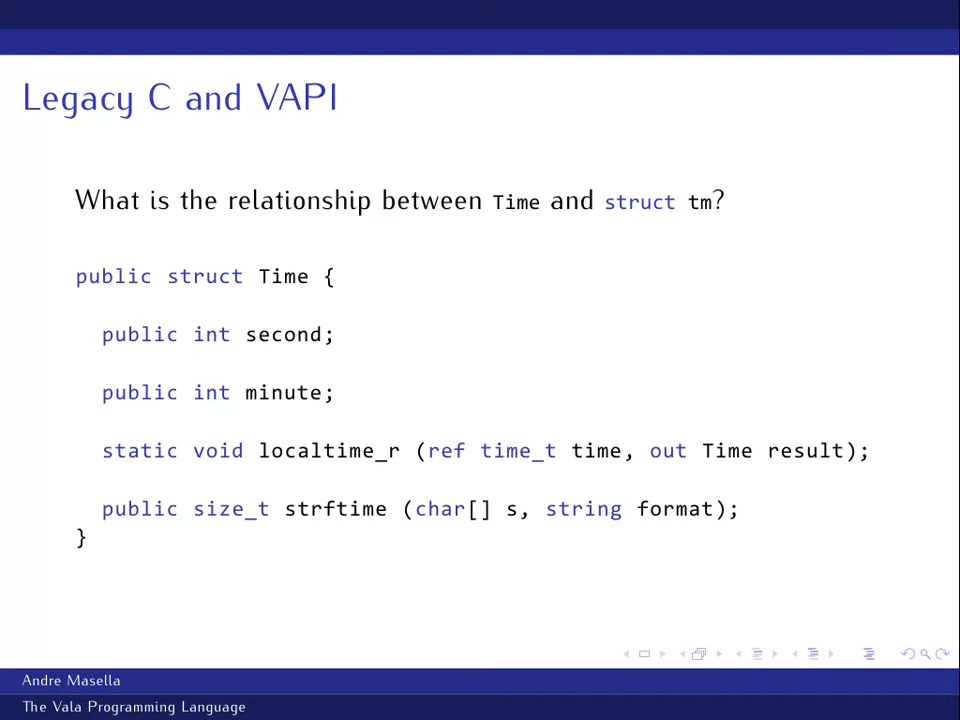 Legacy C and VAPI
What is the relationship between Time and struct tm?
public struct Time {
public int second;
public int minute;
static void localtime_r (ref time_t time, out Time result);
public size_t strftime (char[] s, string format);
}
Andre Masella
The Vala Programming Language